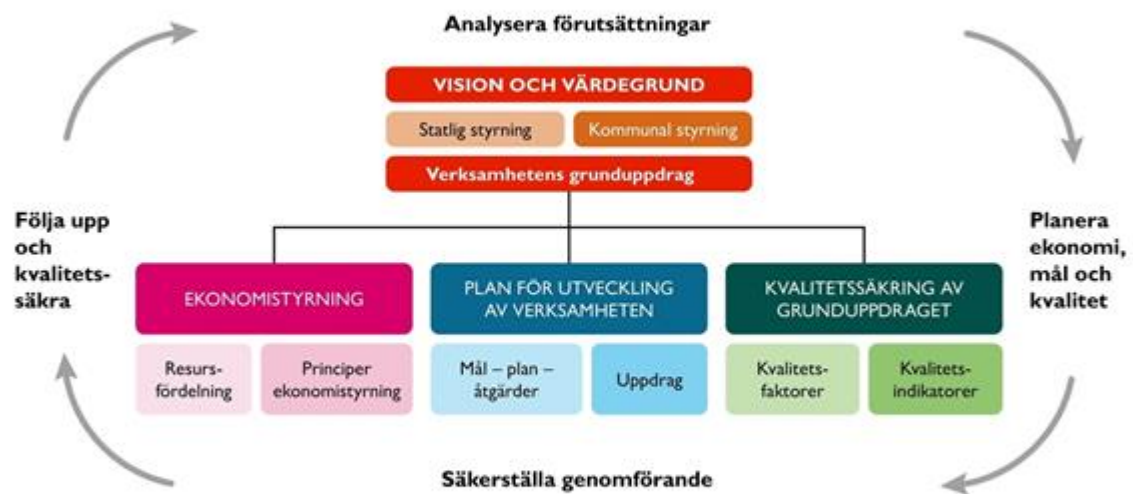 Analysera förutsättningar
VISION OCH VÄRDEGRUND
Statlig styrning
Kommunal styrning
Verksamhetens grunduppdrag
Följa upp
och
kvalitets-
säkra
Planera
ekonomi,
mål och
kvalitet
EKONOMISTYRNING
PLAN FÖR UTVECKLING
AV VERKSAMHETEN
KVALITETSSÄKRING AV
GRUNDUPPDRAGET
Resurs-
fördelning
Principer
ekonomistyrning
Mål – plan –
åtgärder
Uppdrag
Kvalitets-
faktorer
Kvalitets-
indikatorer
Säkerställa genomförande